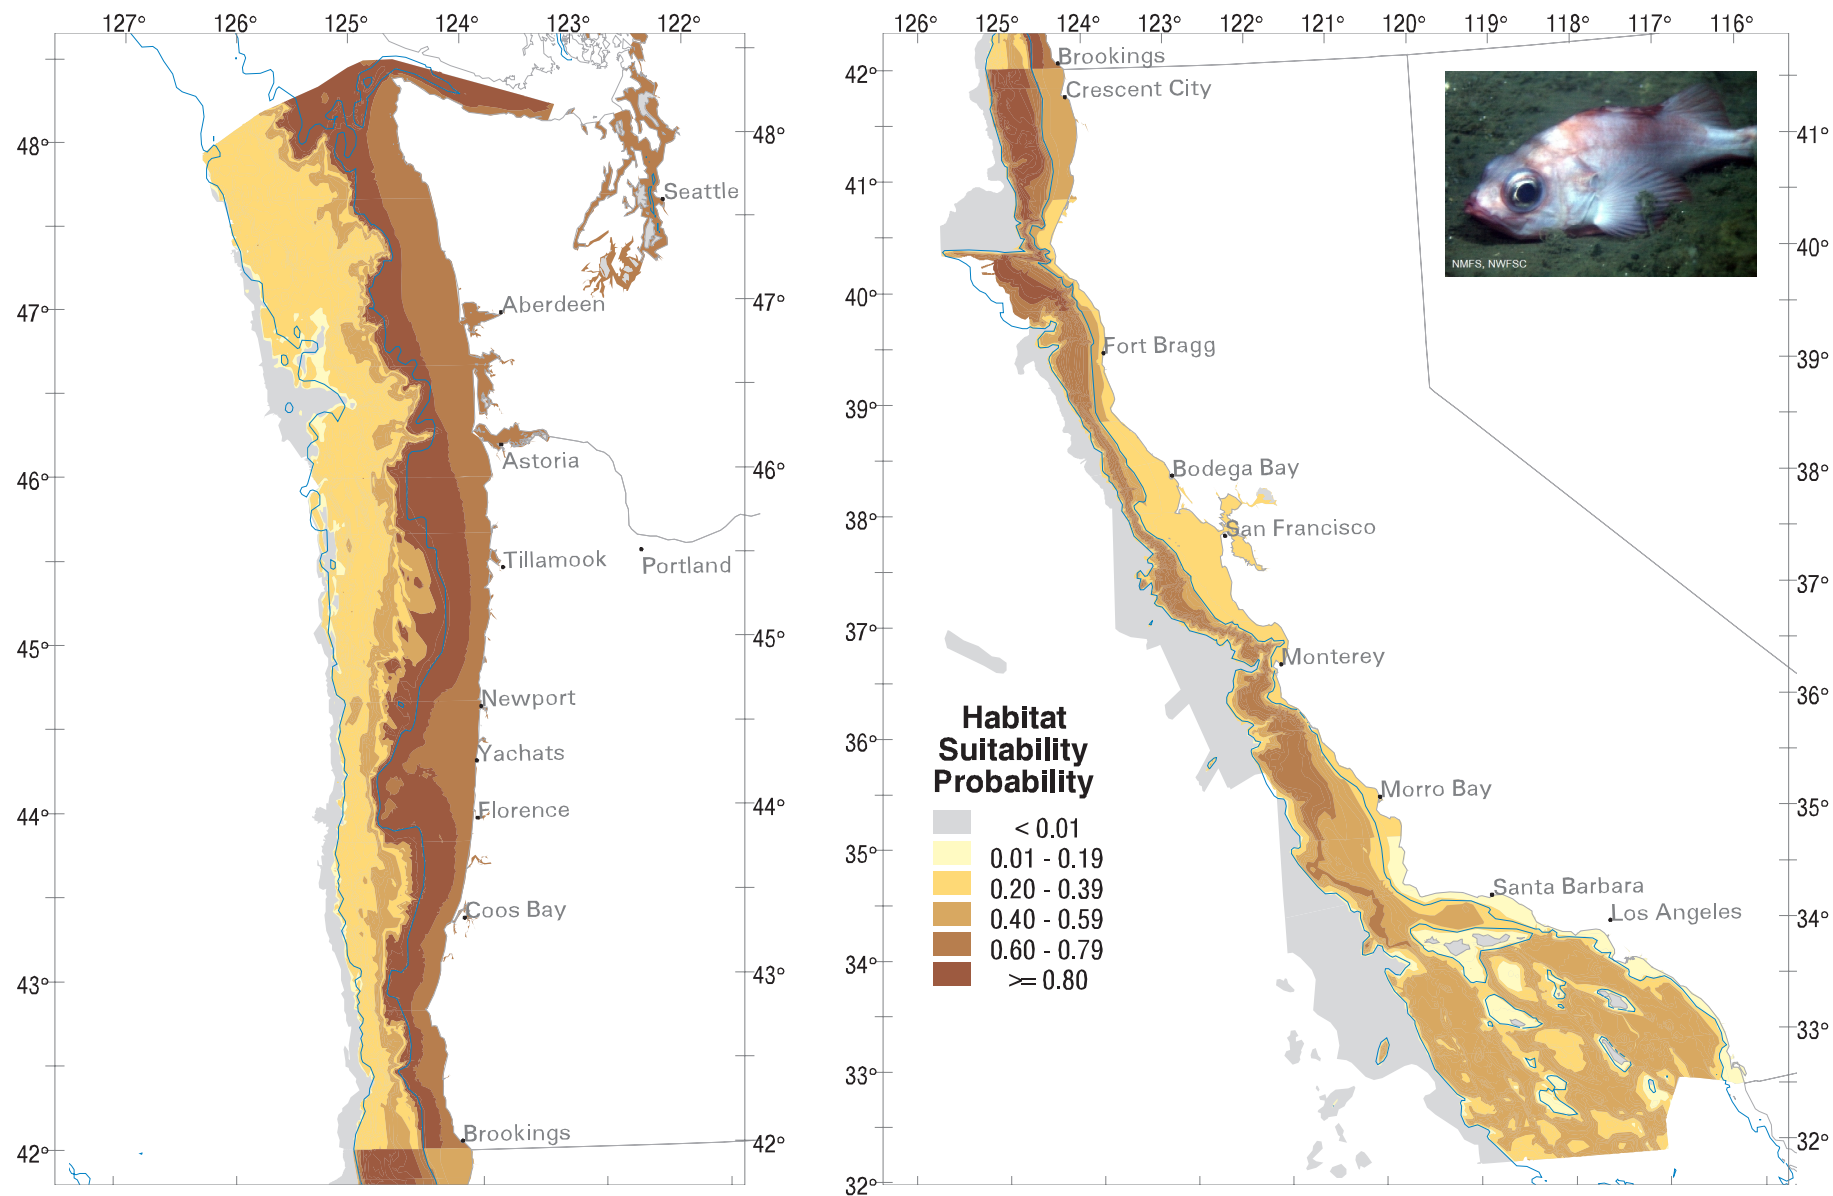 127° 126° 125° 124° 123° 122°
48°
47°
46°
45°
44°
43°
42°
48°
47°
46°
45°
44°
43°
42°
Seattle
Aberdeen
Astoria
Tillamook
Portland
Newport
Yachats
Florence
Coos Bay
Brookings
126° 125° 124° 123° 122° 121° 120° 119° 118° 117° 116°
42°
41°
40°
39°
38°
37°
36°
35°
34°
33°
32°
41°
40°
39°
38°
37°
36°
35°
34°
33°
32°
Brookings
Crescent City
Fort Bragg
Bodega Bay
San Francisco
Monterey
Morro Bay
Santa Barbara
Los Angeles
NMFS, NWFSC
Habitat
Suitability
Probability
< 0.01
0.01 - 0.19
0.20 - 0.39
0.40 - 0.59
0.60 - 0.79
>= 0.80